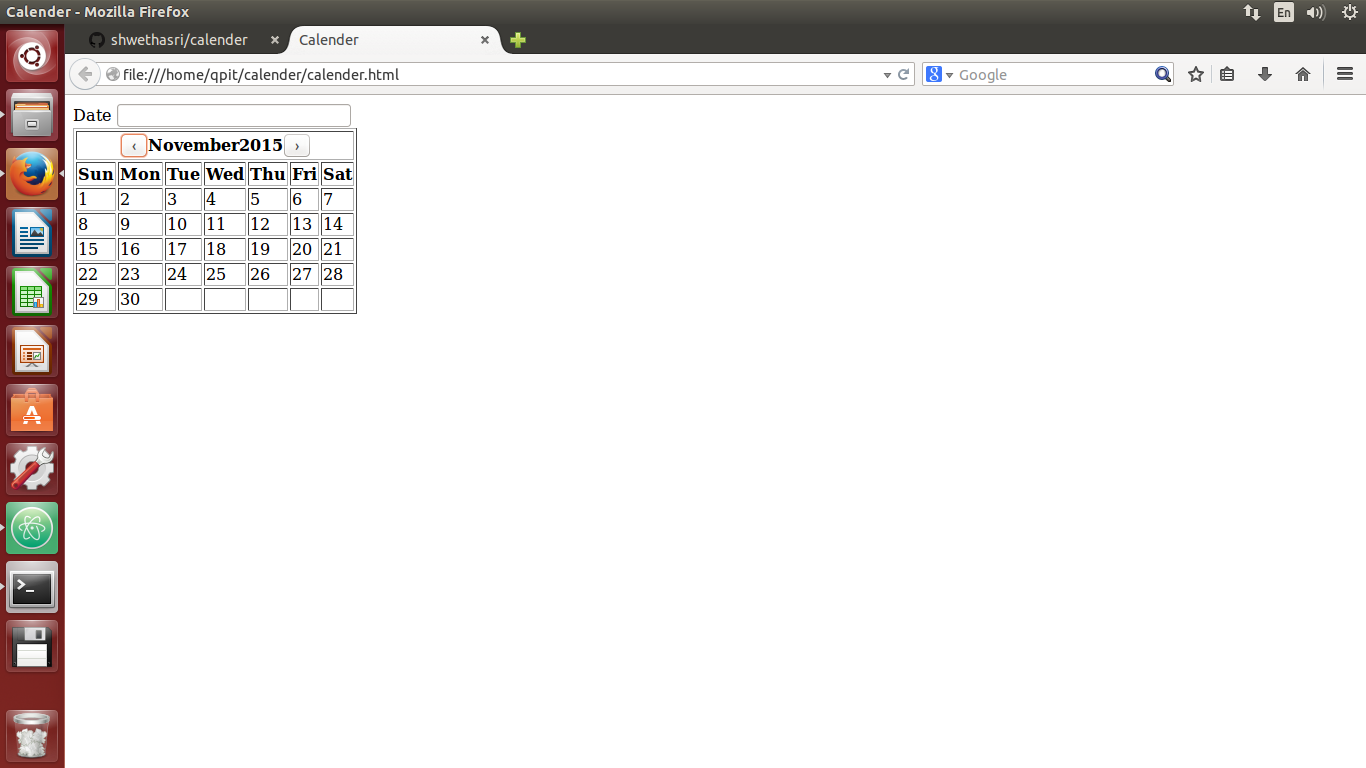 Calender - Mozilla Firefox
En
shwethasri/calender
Calender
file:///home/qpit/calender/calender.html
Google
Date
‹ November2015 ›
Sun Mon Tue Wed Thu Fri Sat
1 2 3 4 5 6 7
8 9 10 11 12 13 14
15 16 17 18 19 20 21
22 23 24 25 26 27 28
29 30